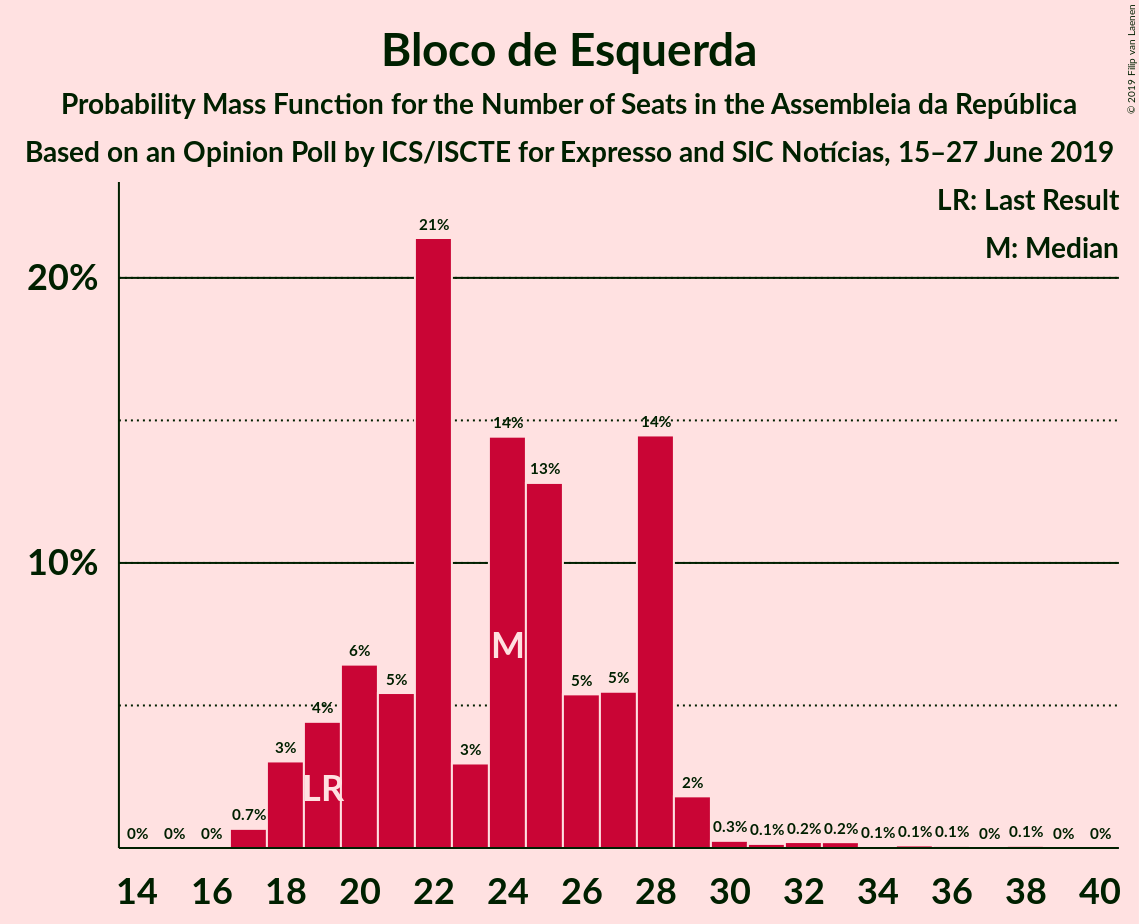 Bloco de Esquerda
Probability Mass Function for the Number of Seats in the Assembleia da República
Based on an Opinion Poll by ICS/ISCTE for Expresso and SIC Notícias, 15–27 June 2019
© 2019 Filip van Laenen
LR: Last Result
M: Median
20%
10%
0% 0% 0% 0.7% 3% 4% 6% 5% 21% 3% 14% 13% 5% 5% 14% 2% 0.3% 0.1% 0.2% 0.2% 0.1% 0.1% 0.1% 0% 0.1% 0% 0%
LR
M
14 16 18 20 22 24 26 28 30 32 34 36 38 40